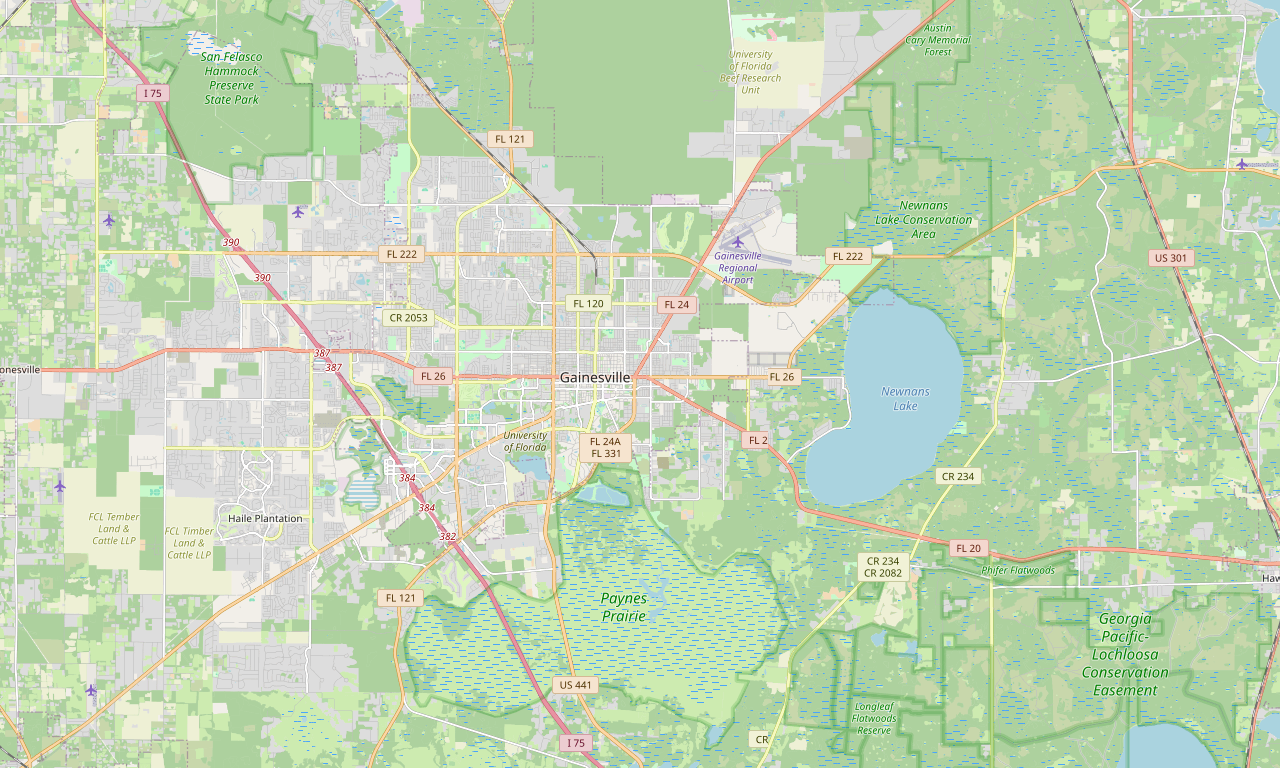 Austin
Cary Memorial
Forest
San Felasco
Hammock
Preserve
State Park
University
of Florida
Beef Research
Unit
I 75
FL 121
Newnans
Lake-Conservation
Area
390
FL 222
FL 222
Gainesville
Regional
Airport
US 301
390
FL 120
FL 24
CR 2053
387
387
onesville
FL 26
Gainesville
FL 26
Newnans
Lake
University
of Florida
FL 24A
FL 331
FL 2
384
CR 234
384
FCL Tember
Land &
Cattle LLP
Haile Plantation
FCL Timber
Land &
Cattle LLP
382
FL 20
CR 234
CR 2082
Phifer Flatwoods
Haw
FL 121
Paynes
Prairie
Georgia
Pacific-
Lochloosa
Conservation
Easement
US 441
Longleaf
Flatwoods
Reserve
I 75
CR